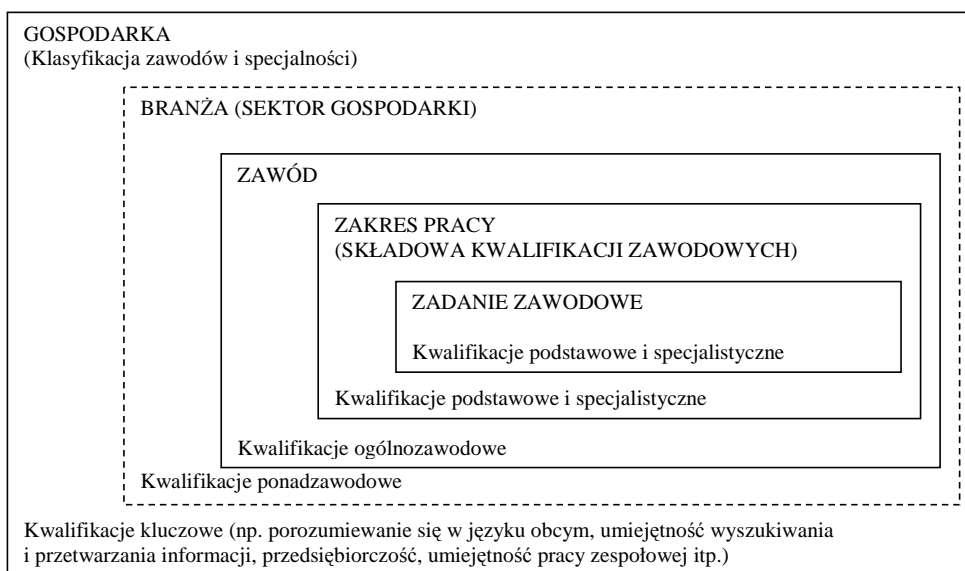 GOSPODARKA
(Klasyfikacja zawodów i specjalności)
BRANŻA (SEKTOR GOSPODARKI)
ZAWÓD
ZAKRES PRACY
(SKŁADOWA KWALIFIKACJI ZAWODOWYCH)
ZADANIE ZAWODOWE
Kwalifikacje podstawowe i specjalistyczne
Kwalifikacje podstawowe i specjalistyczne
Kwalifikacje ogólnozawodowe
Kwalifikacje ponadzawodowe
Kwalifikacje kluczowe (np. porozumiewanie się w języku obcym, umiejętność wyszukiwania
i przetwarzania informacji, przedsiębiorczość, umiejętność pracy zespołowej itp.)